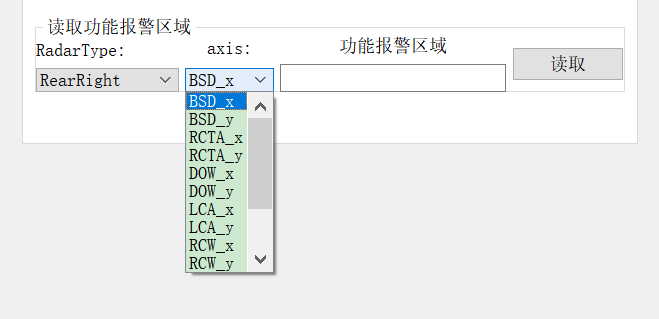 读取功能报警区域
RadarType:
axis:
功能报警区域
RearRight
BSD_x
读取
BSD_x
BSD_y
RCTA_x
RCTA_y
DOW_x
DOW_y
LCA_x
LCA_y
RCW_x
RCW_y